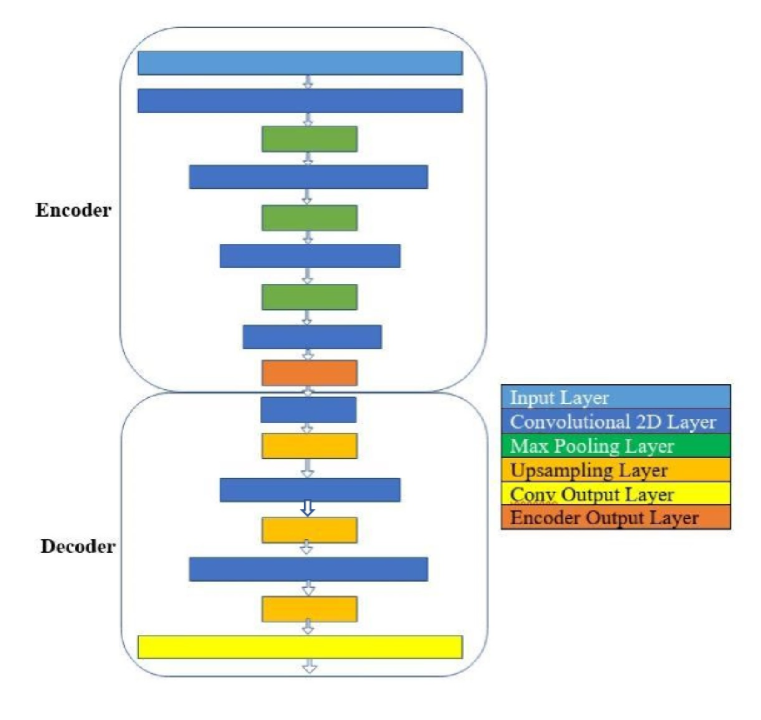 Encoder
Input Layer
Convolutional 2D Layer
Max Pooling Layer
Upsampling Layer
Conv Output Layer
Encoder Output Layer
Decoder